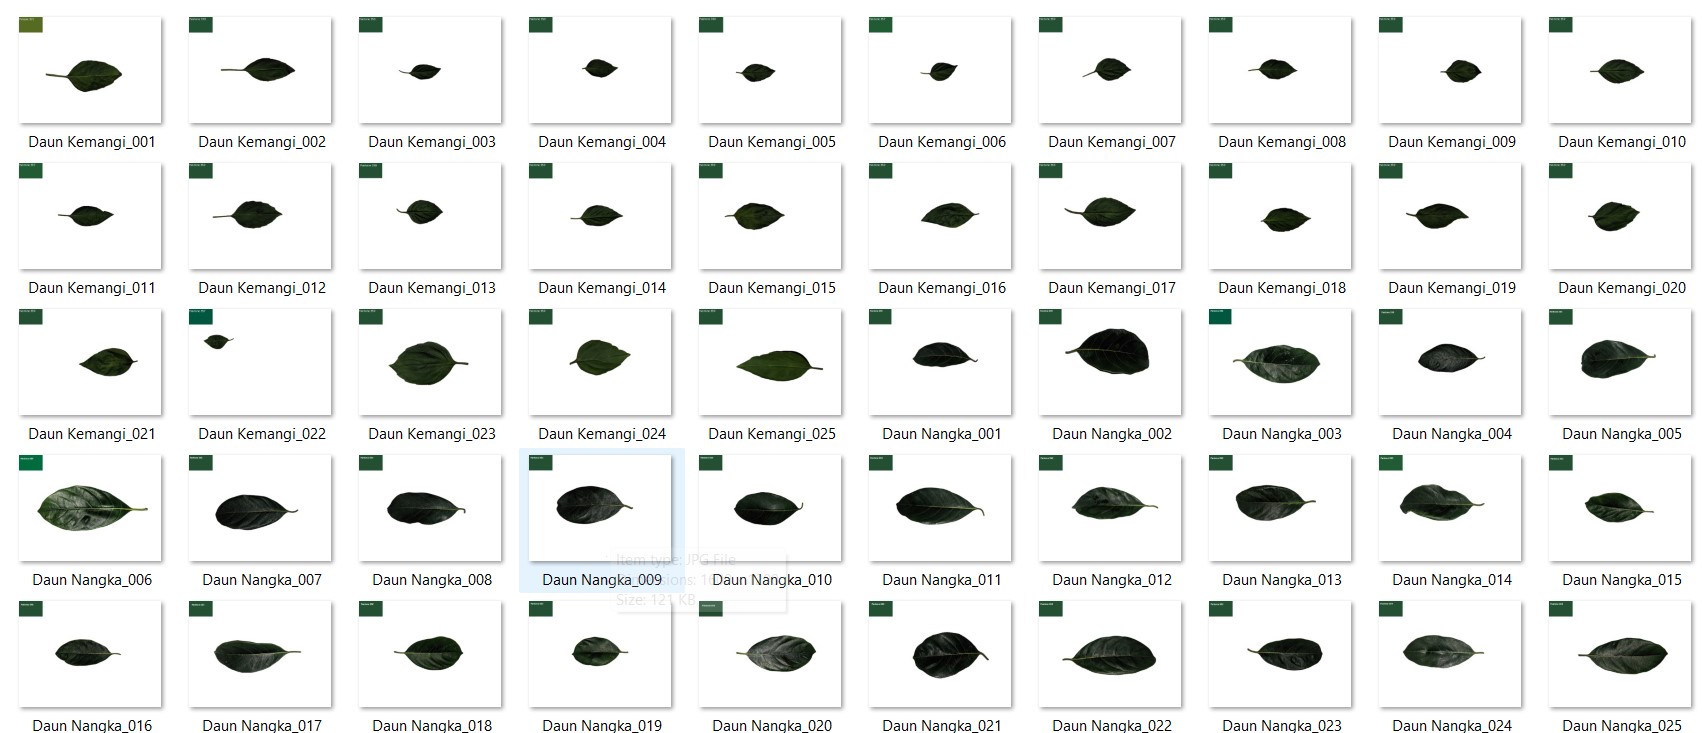 Daun Kemangi_001
Daun Kemangi_002
Daun Kemangi_003
Daun Kemangi_004
Daun Kemangi_005
Daun Kemangi_006
Daun Kemangi_007
Daun Kemangi_008
Daun Kemangi_009
Daun Kemangi_010
Daun Kemangi_011
Daun Kemangi_012
Daun Kemangi_013
Daun Kemangi_014
Daun Kemangi_015
Daun Kemangi_016
Daun Kemangi_017
Daun Kemangi_018
Daun Kemangi_019
Daun Kemangi_020
Daun Kemangi_021
Daun Kemangi_022
Daun Kemangi_023
Daun Kemangi_024
Daun Kemangi_025
Daun Nangka_001
Daun Nangka_002
Daun Nangka_003
Daun Nangka_004
Daun Nangka_005
Daun Nangka_006
Daun Nangka_007
Daun Nangka_008
Daun Nangka_009
Daun Nangka_010
Daun Nangka_011
Daun Nangka_012
Daun Nangka_013
Daun Nangka_014
Daun Nangka_015
Item type: JPG File
Size: 121 KB
Daun Nangka_016
Daun Nangka_017
Daun Nangka_018
Daun Nangka_019
Daun Nangka_020
Daun Nangka_021
Daun Nangka_022
Daun Nangka_023
Daun Nangka_024
Daun Nangka_025